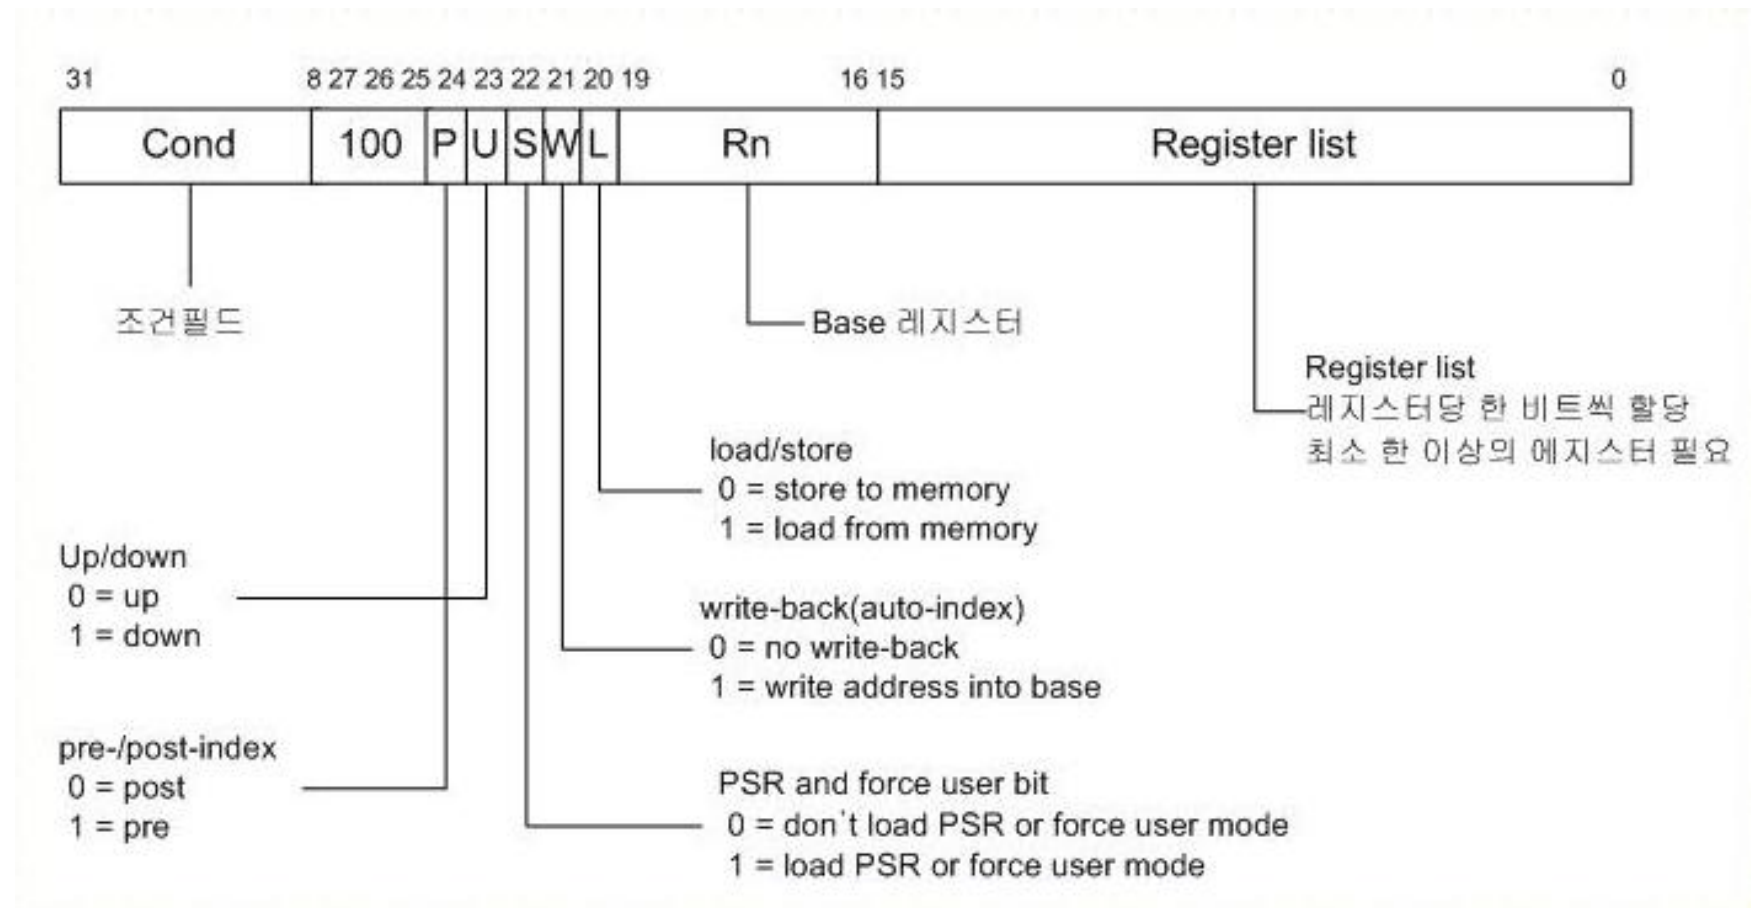 31 8 27 26 25 24 23 22 21 20 19 16 15 0
Cond 100 P U S W L Rn Register list
조건필드
Base 레지스터
Register list
레지스터당 한 비트씩 할당
최소 한 이상의 에지스터 필요
load/store
0 = store to memory
1 = load from memory
Up/down
0 = up
1 = down
write-back(auto-index)
0 = no write-back
1 = write address into base
pre-/post-index
0 = post
1 = pre
PSR and force user bit
0 = don`t load PSR or force user mode
1 = load PSR or force user mode